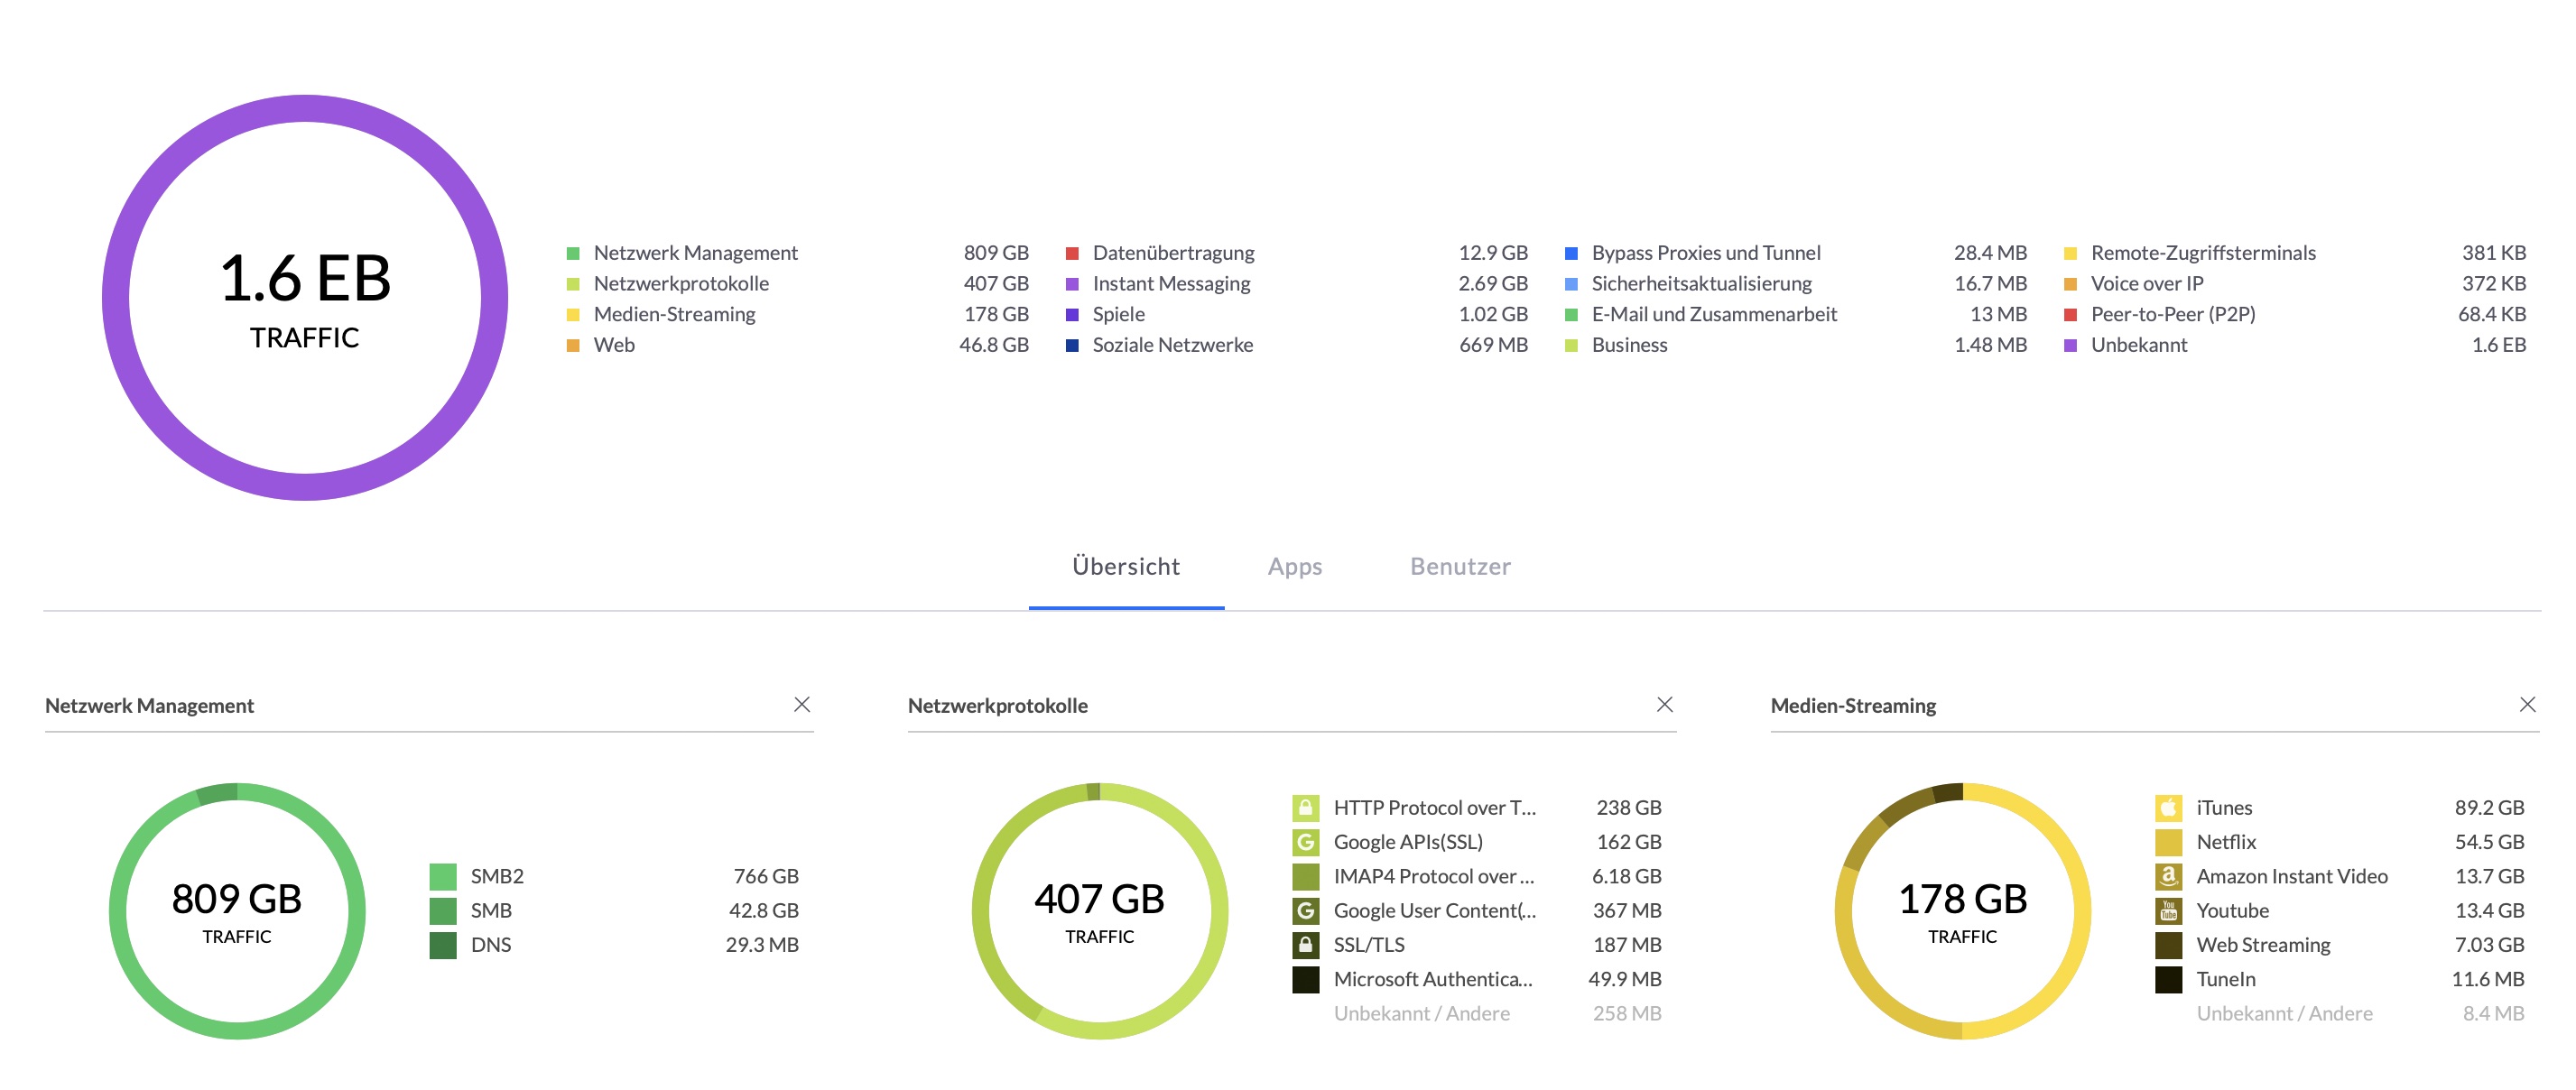 1.6 EB
TRAFFIC
Netzwerk Management 809 GB
Netzwerkprotokolle 407 GB
Medien-Streaming 178 GB
Web 46.8 GB
Datenübertragung 12.9 GB
Instant Messaging 2.69 GB
Spiele 1.02 GB
Soziale Netzwerke 669 MB
Bypass Proxies und Tunnel 28.4 MB
Sicherheitsaktualisierung 16.7 MB
E-Mail und Zusammenarbeit 13 MB
Business 1.48 MB
Remote-Zugriffsterminals 381 KB
Voice over IP 372 KB
Peer-to-Peer (P2P) 68.4 KB
Unbekannt 1.6 EB
Übersicht Apps Benutzer
Netzwerk Management
809 GB
TRAFFIC
SMB2 766 GB
SMB 42.8 GB
DNS 29.3 MB
Netzwerkprotokolle
407 GB
TRAFFIC
HTTP Protocol over T... 238 GB
Google APIs(SSL) 162 GB
IMAP4 Protocol over ... 6.18 GB
Google User Content(... 367 MB
SSL/TLS 187 MB
Microsoft Authentica... 49.9 MB
Unbekannt / Andere 258 MB
Medien-Streaming
178 GB
TRAFFIC
iTunes 89.2 GB
Netflix 54.5 GB
Amazon Instant Video 13.7 GB
You
Tube
Youtube 13.4 GB
Web Streaming 7.03 GB
TuneIn 11.6 MB
Unbekannt / Andere 8.4 MB